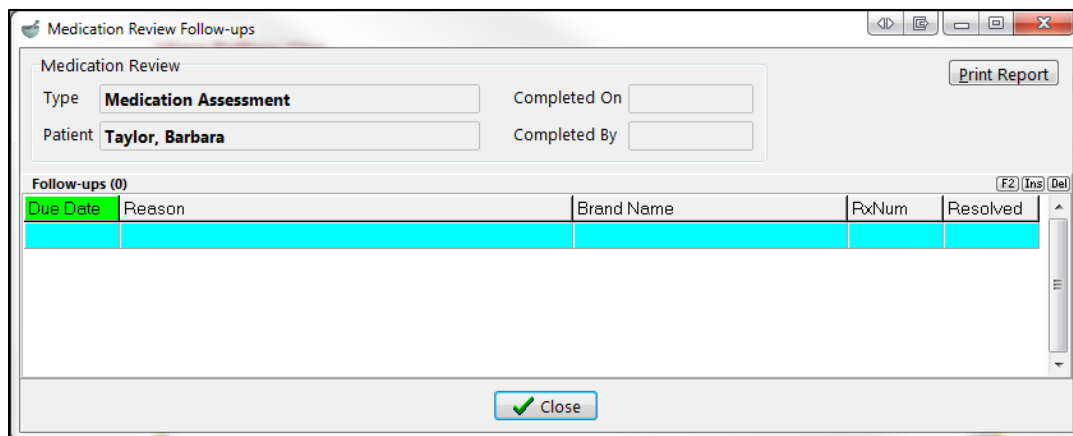 Medication Review Follow-ups
Medication Review
Print Report
Type Medication Assessment Completed On
Patient Taylor, Barbara Completed By
Follow-ups (0) F2 Ins Del
Due Date Reason Brand Name RxNum Resolved
Close